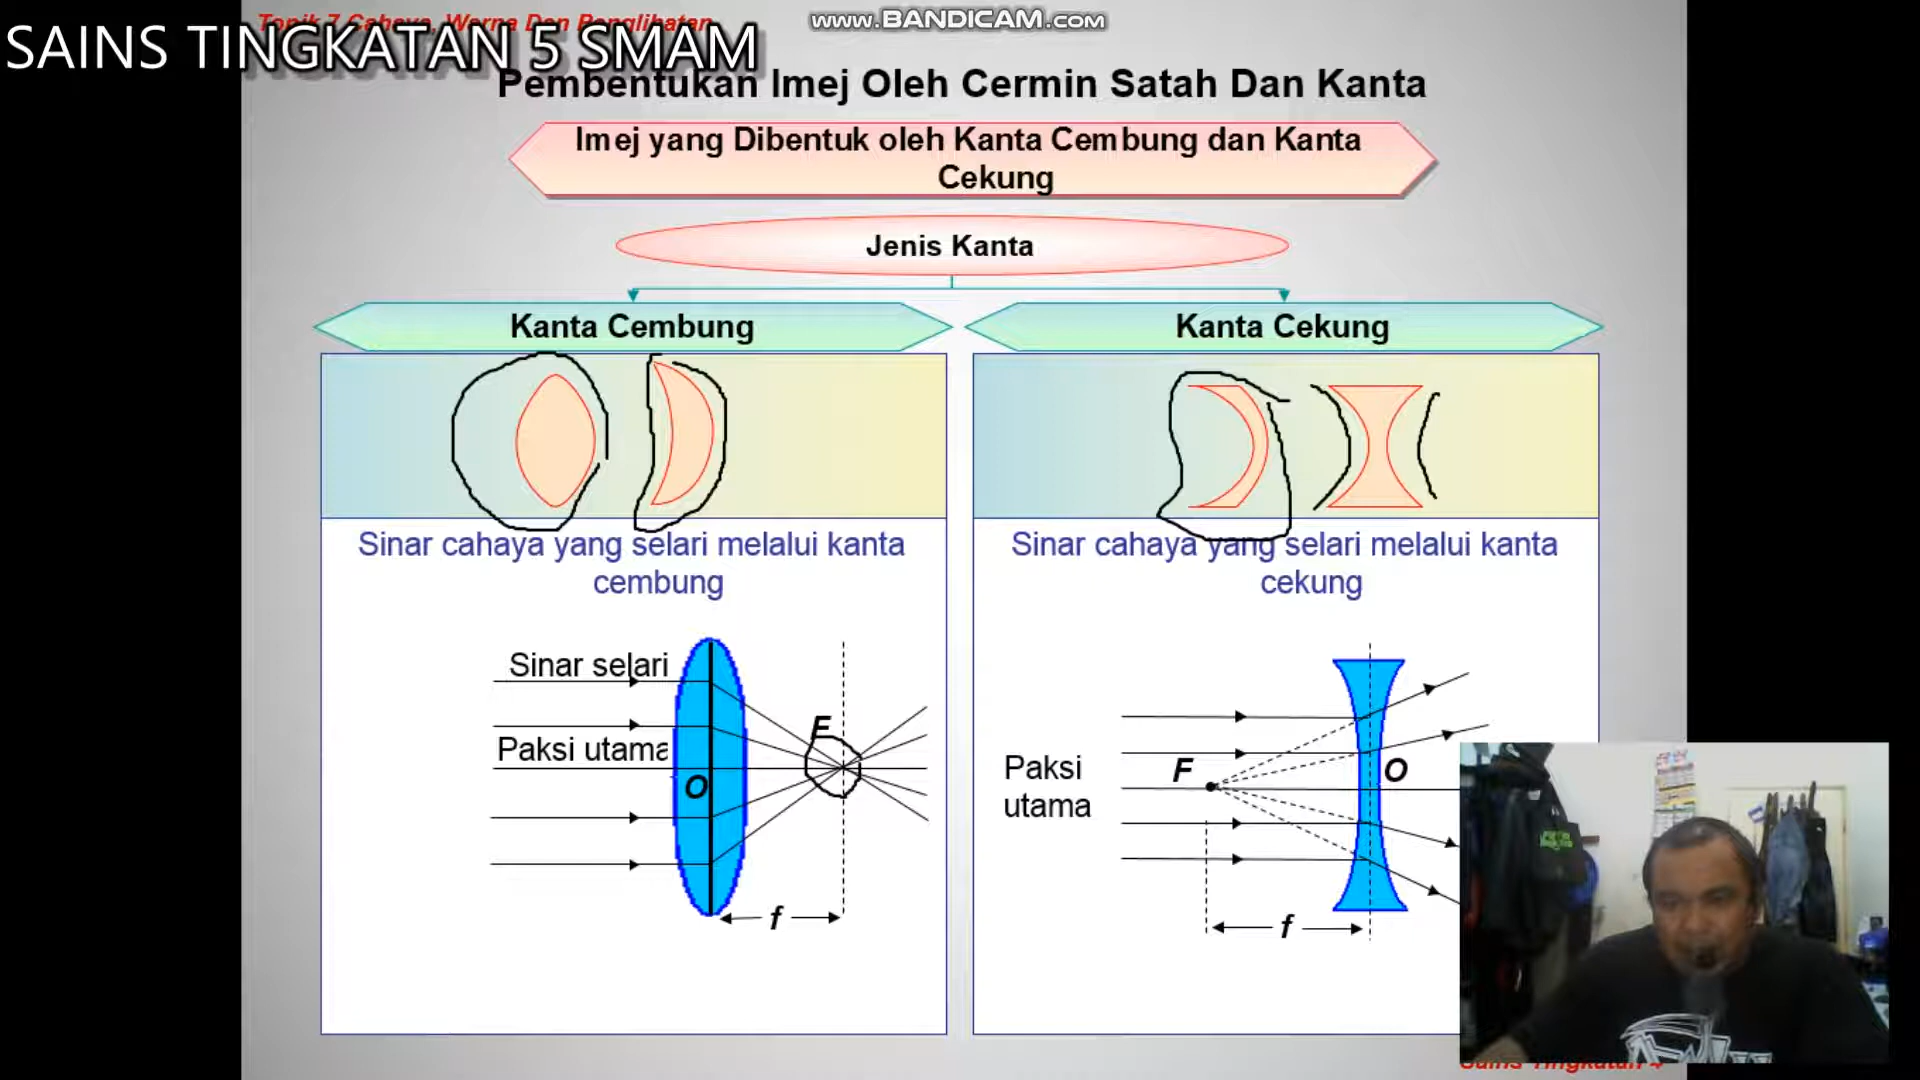 Topik 7 Cahaya, Warna Dan Penglihatan
www.BANDICAM.com
SAINS TINGKATAN 5 SMAM
Pembentukan Imej Oleh Cermin Satah Dan Kanta
Imej yang Dibentuk oleh Kanta Cembung dan Kanta
Cekung
Jenis Kanta
Kanta Cembung
Kanta Cekung
Sinar cahaya yang selari melalui kanta
cembung
Sinar cahaya yang selari melalui kanta
cekung
Sinar selari
F
Paksi utama
O
f
Paksi
utama
F
O
f
Sains Tingkatan 4